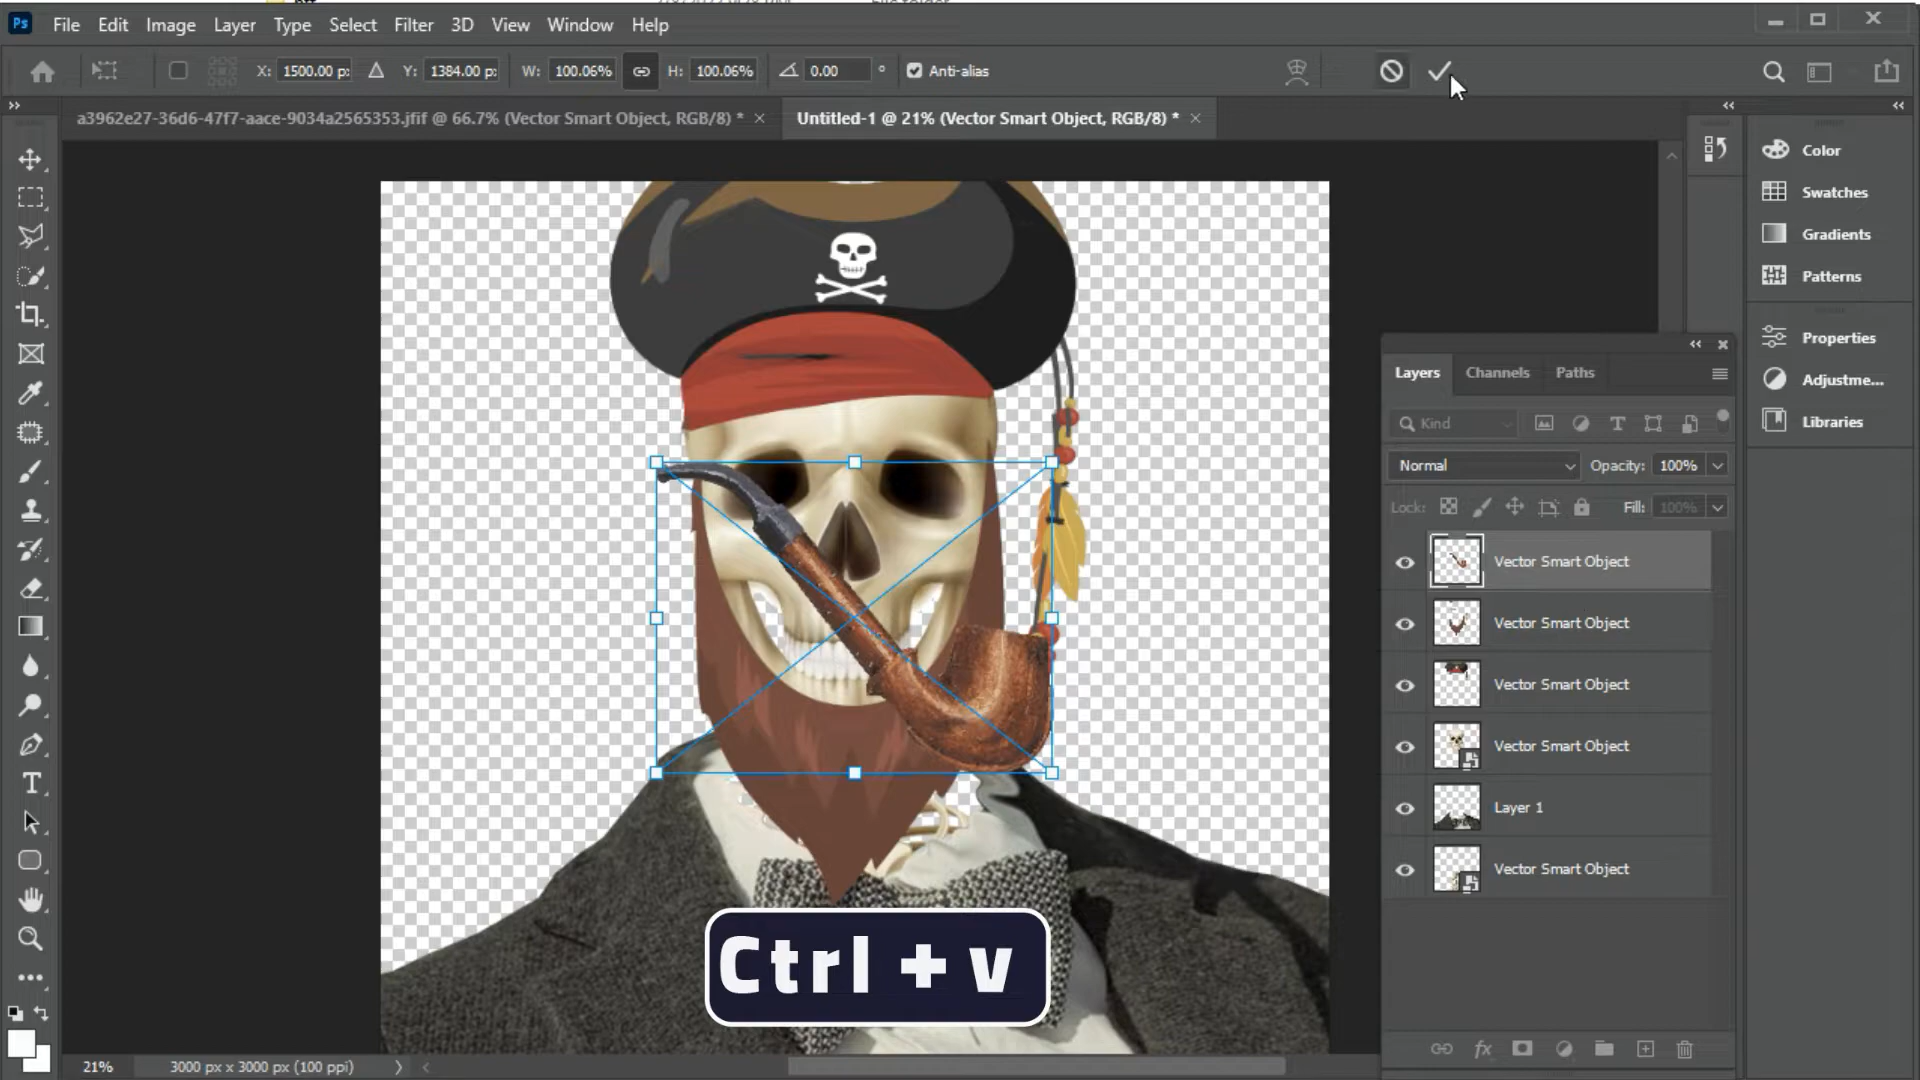 Ps File Edit Image Layer Type Select Filter 3D View Window Help
X: 1500.00 p: Y: 1384.00 p: W: 100.06% H: 100.06% 0.00 ° Anti-alias
a3962e27-36d6-47f7-aace-9034a2565353.jfif @ 66.7% (Vector Smart Object, RGB/8) *
Untitled-1 @ 21% (Vector Smart Object, RGB/8) *
Color
Swatches
Gradients
Patterns
Properties
Adjustme...
Libraries
Layers Channels Paths
Kind
Normal Opacity: 100%
Lock: Fill: 100%
Vector Smart Object
Vector Smart Object
Vector Smart Object
Vector Smart Object
Layer 1
Vector Smart Object
Ctrl + v
21% 3000 px x 3000 px (100 ppi)